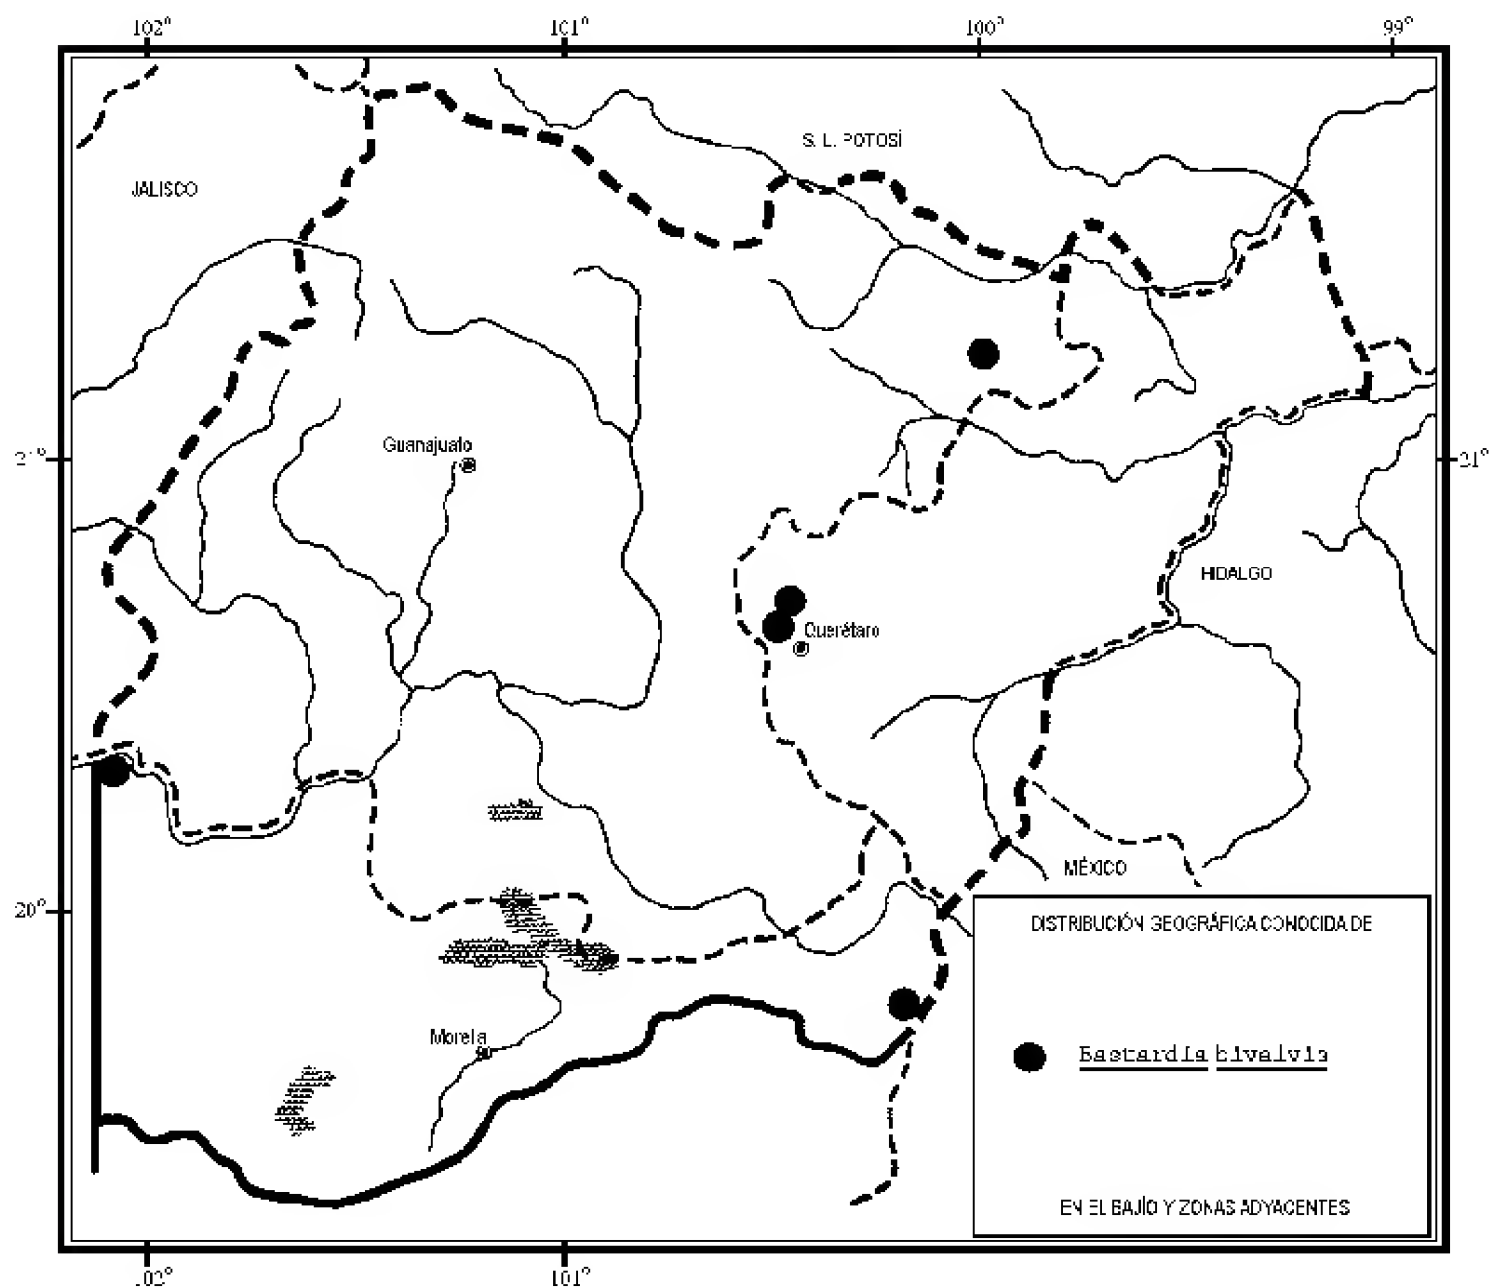 102° 101° 100° 99°
S. L. POTOSÍ
JALISCO
Guanajuato
21° 21°
HIDALGO
Querétaro
MÉXICO
20°
DISTRIBUCIÓN GEOGRÁFICA CONOCIDA DE
Morelia
Bastardia bivalvis
EN EL BAJÍO Y ZONAS ADYACENTES
102° 101°